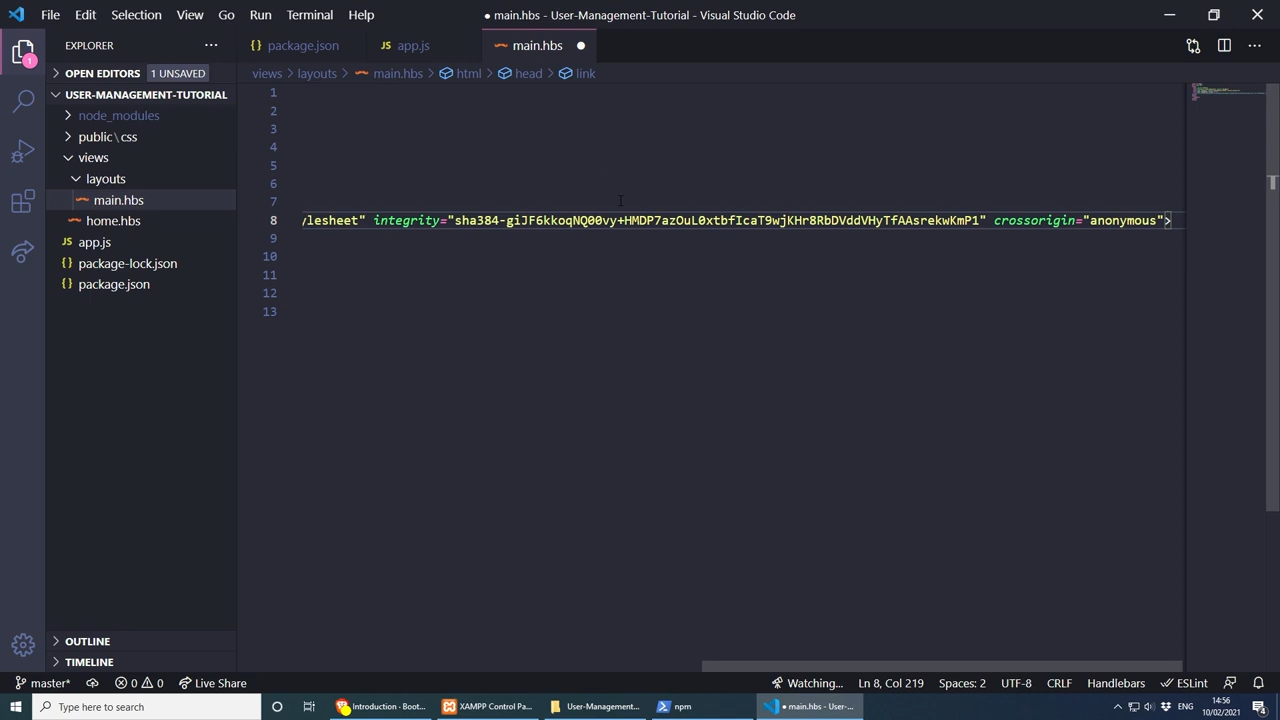 File Edit Selection View Go Run Terminal Help
● main.hbs - User-Management-Tutorial - Visual Studio Code
EXPLORER
1
OPEN EDITORS 1 UNSAVED
USER-MANAGEMENT-TUTORIAL
node_modules
public\css
views
layouts
main.hbs
home.hbs
JS app.js
{} package-lock.json
{} package.json
OUTLINE
TIMELINE
{} package.json
JS app.js
main.hbs
views > layouts > main.hbs > html > head > link
1
2
3
4
5
6
7
8 /lesheet" integrity="sha384-giJF6kkoqNQ00vy+HMDP7azOuL0xtbfIcaT9wjKHr8RbDVddVHyTfAAsrekwKmP1" crossorigin="anonymous">
9
10
11
12
13
master* 0 0 Live Share
Watching... Ln 8, Col 219 Spaces: 2 UTF-8 CRLF Handlebars ESLint
Type here to search
Introduction - Boot...
XAMPP Control Pa...
User-Management...
npm
● main.hbs - User-...
ENG
14:56
10/02/2021
4